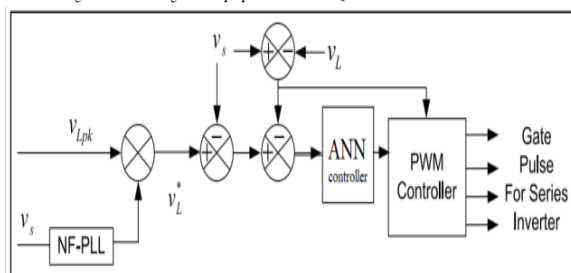 v_s
v_L
v_Lpk
v_L^*
v_s
NF-PLL
ANN
controller
PWM
Controller
Gate
Pulse
For Series
Inverter